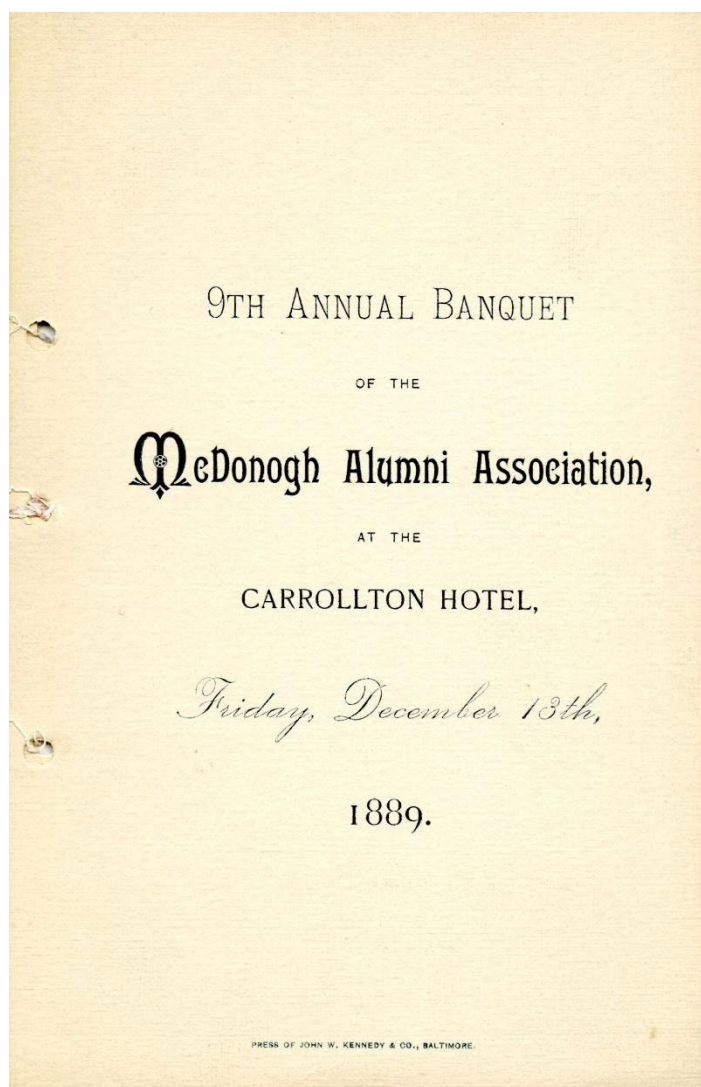 9TH ANNUAL BANQUET
OF THE
McDonogh Alumni Association,
AT THE
CARROLLTON HOTEL,
Friday, December 13th,
1889.
PRESS OF JOHN W. KENNEDY & CO., BALTIMORE.